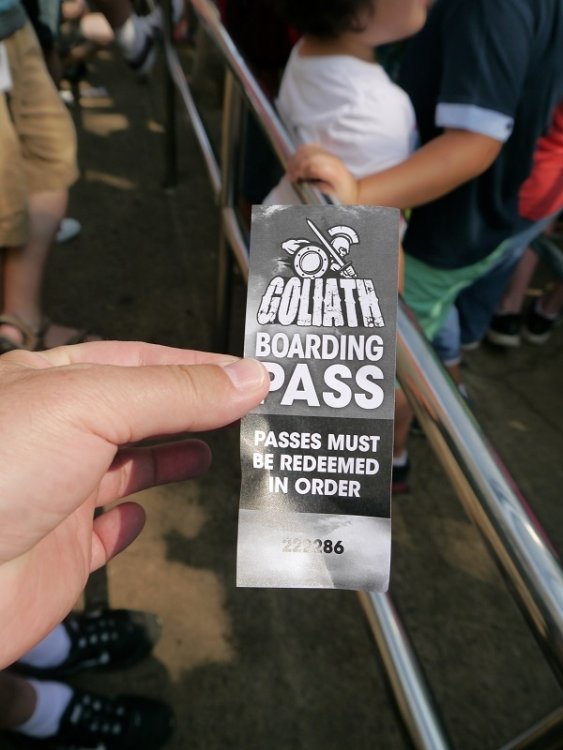 GOLIATH
BOARDING
PASS
PASSES MUST
BE REDEEMED
IN ORDER
222286